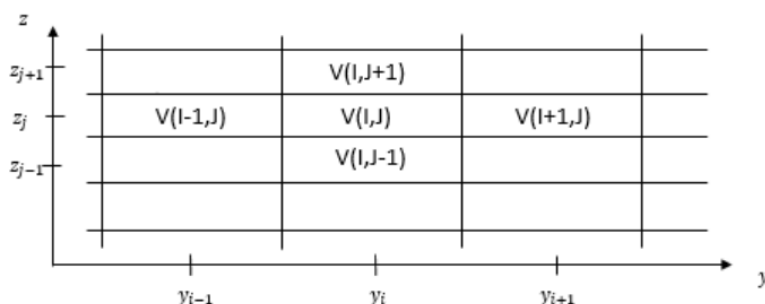 z
z_{j+1} V(I,J+1)
z_j V(I-1,J) V(I,J) V(I+1,J)
z_{j-1} V(I,J-1)
y
y_{i-1} y_i y_{i+1}